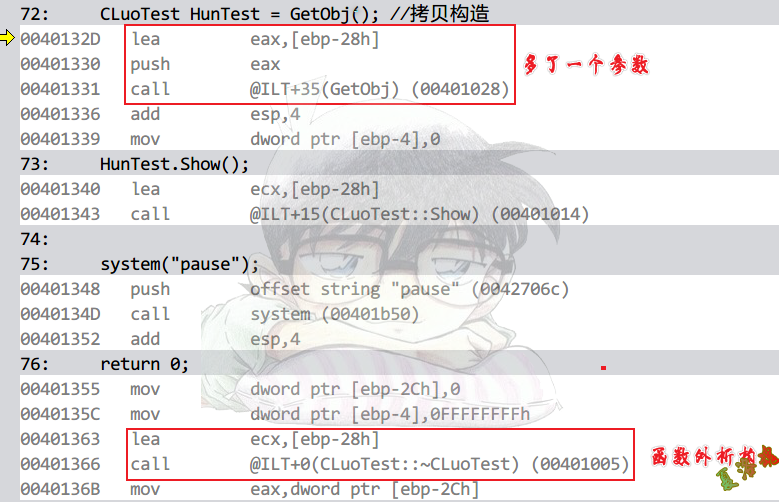 72: CLuoTest HunTest = GetObj(); //拷贝构造
0040132D lea eax,[ebp-28h]
00401330 push eax
00401331 call @ILT+35(GetObj) (00401028)
多了一个参数
00401336 add esp,4
00401339 mov dword ptr [ebp-4],0
73: HunTest.Show();
00401340 lea ecx,[ebp-28h]
00401343 call @ILT+15(CLuoTest::Show) (00401014)
74:
75: system("pause");
00401348 push offset string "pause" (0042706c)
0040134D call system (00401b50)
00401352 add esp,4
76: return 0;
00401355 mov dword ptr [ebp-2Ch],0
0040135C mov dword ptr [ebp-4],0FFFFFFFFh
00401363 lea ecx,[ebp-28h]
00401366 call @ILT+0(CLuoTest::~CLuoTest) (00401005)
函数外析构
0040136B mov eax,dword ptr [ebp-2Ch]